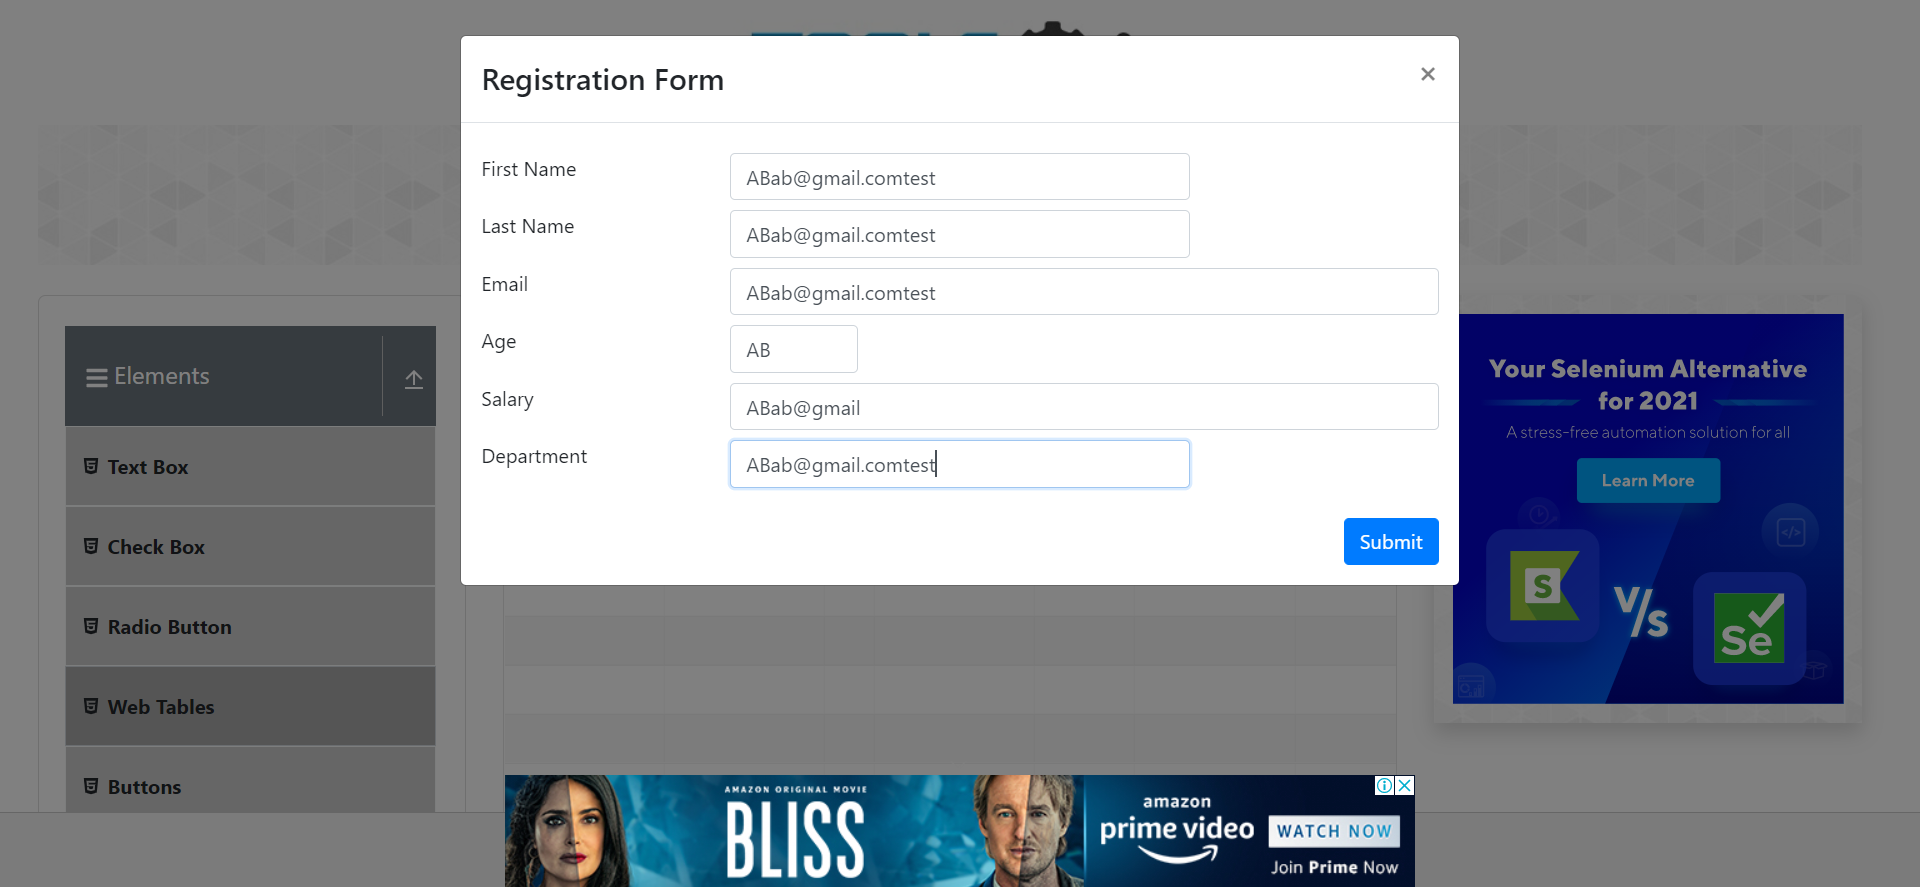 Registration Form
×
First Name
ABab@gmail.comtest
Last Name
ABab@gmail.comtest
Email
ABab@gmail.comtest
Age
AB
Salary
ABab@gmail
Department
ABab@gmail.comtest
Submit
Elements
Text Box
Check Box
Radio Button
Web Tables
Buttons
Your Selenium Alternative
for 2021
A stress-free automation solution for all
Learn More
</>
S
V/s
Se
AMAZON ORIGINAL MOVIE
BLISS
amazon
prime video
WATCH NOW
Join Prime Now